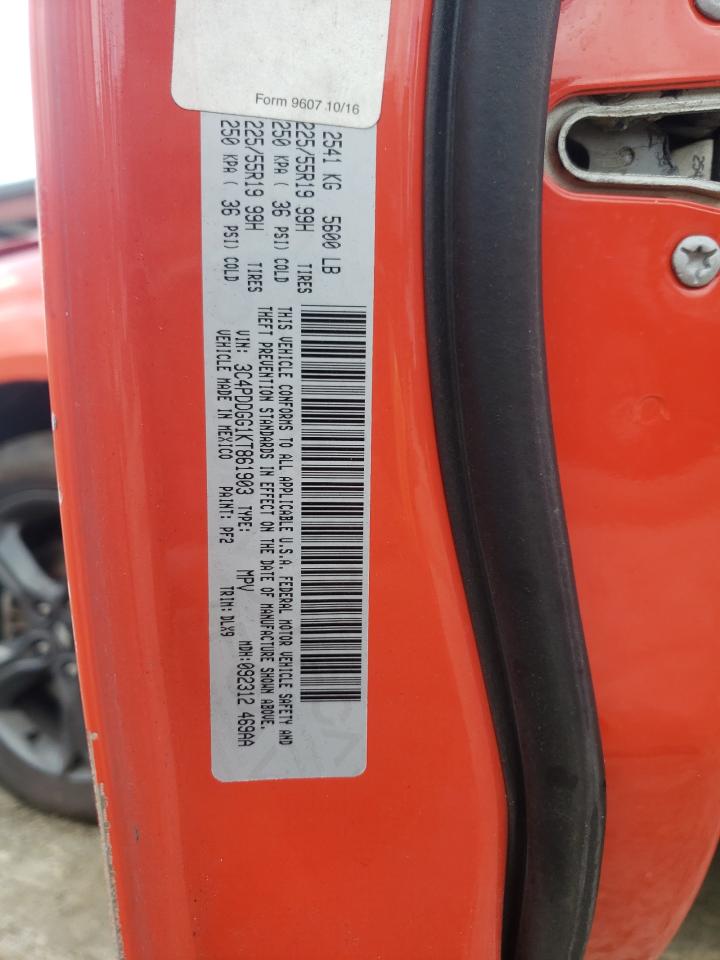 Form 9607 10/16
2541 KG 5600 LB
225/55R19 99H TIRES
250 KPA ( 36 PSI) COLD
225/55R19 99H TIRES
250 KPA ( 36 PSI) COLD
THIS VEHICLE CONFORMS TO ALL APPLICABLE U.S.A. FEDERAL MOTOR VEHICLE SAFETY AND
THEFT PREVENTION STANDARDS IN EFFECT ON THE DATE OF MANUFACTURE SHOWN ABOVE.
VIN: 3C4PDDGG1KT861903 TYPE: MPV MDH:092312 469AA
VEHICLE MADE IN MEXICO PAINT: PF2 TRIM: DLX9